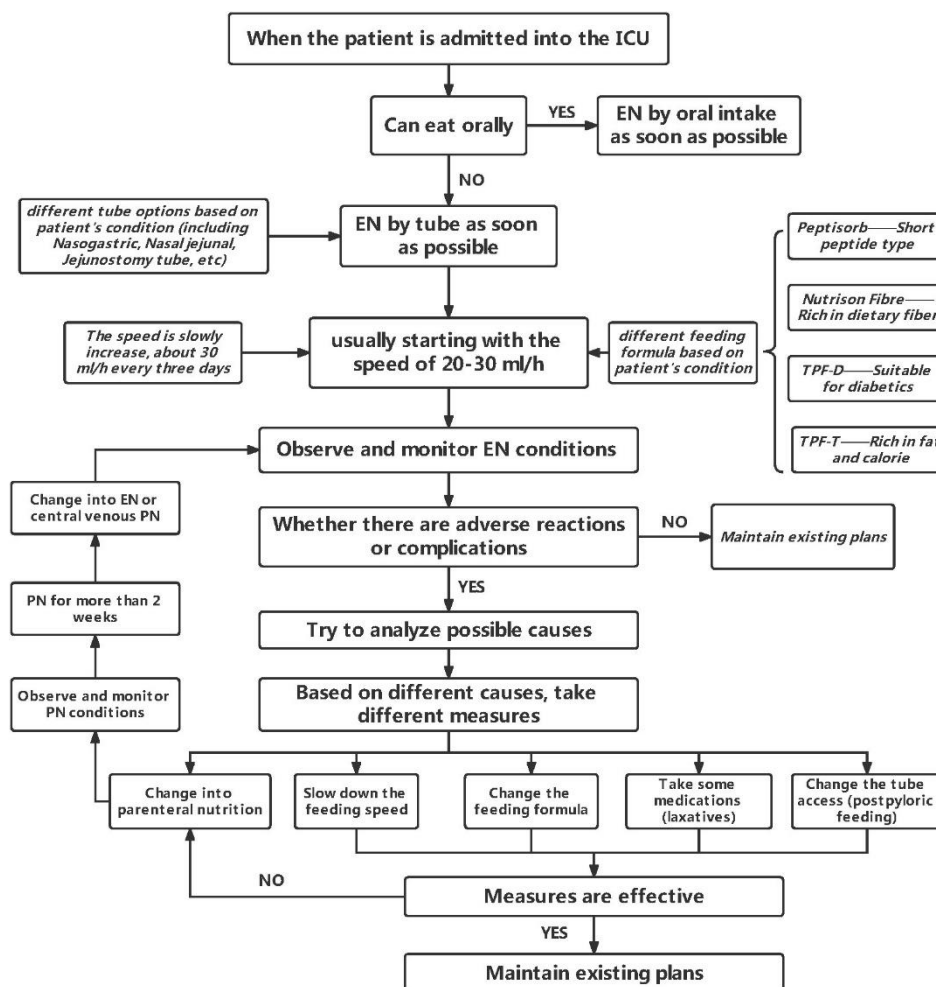 When the patient is admitted into the ICU
Can eat orally
YES
EN by oral intake
as soon as possible
NO
different tube options based on
patient's condition (including
Nasogastric, Nasal jejunal,
Jejunostomy tube, etc)
EN by tube as soon
as possible
Peptisorb——Short
peptide type
Nutrison Fibre——
Rich in dietary fiber
The speed is slowly
increase, about 30
ml/h every three days
usually starting with the
speed of 20-30 ml/h
different feeding
formula based on
patient's condition
TPF-D——Suitable
for diabetics
TPF-T——Rich in fat
and calorie
Observe and monitor EN conditions
Change into EN or
central venous PN
Whether there are adverse reactions
or complications
NO
Maintain existing plans
YES
PN for more than 2
weeks
Try to analyze possible causes
Observe and monitor
PN conditions
Based on different causes, take
different measures
Change into
parenteral nutrition
Slow down the
feeding speed
Change the
feeding formula
Take some
medications
(laxatives)
Change the tube
access (postpyloric
feeding)
NO
Measures are effective
YES
Maintain existing plans